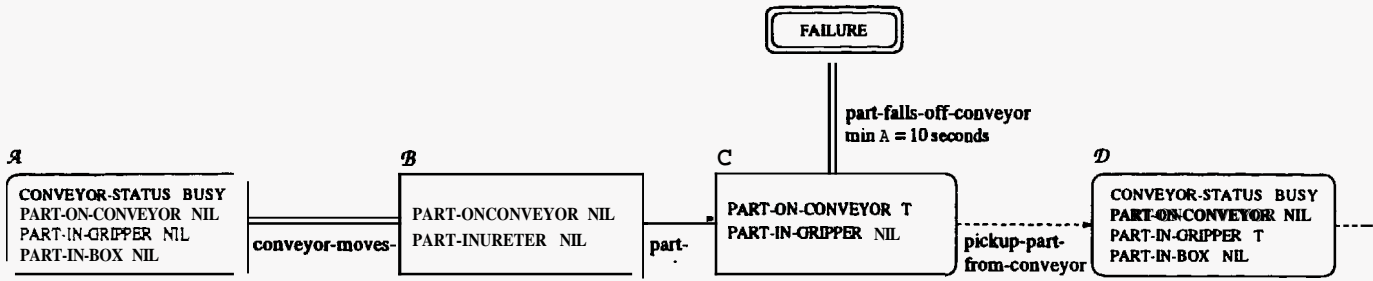 FAILURE
part-falls-off-conveyor
min A = 10 seconds
A
CONVEYOR-STATUS BUSY
PART-ON-CONVEYOR NIL
PART-IN-GRIPPER NIL
PART-IN-BOX NIL
conveyor-moves-
B
PART-ONCONVEYOR NIL
PART-INURETER NIL
part-
C
PART-ON-CONVEYOR T
PART-IN-GRIPPER NIL
pickup-part-
from-conveyor
D
CONVEYOR-STATUS BUSY
PART-ON-CONVEYOR NIL
PART-IN-GRIPPER T
PART-IN-BOX NIL